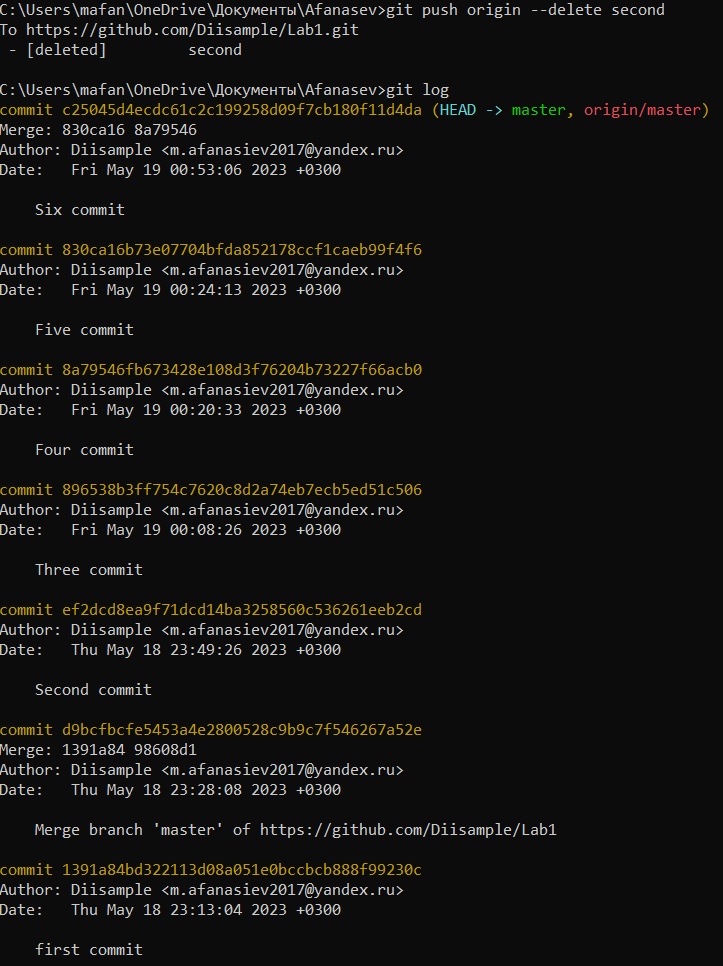 C:\Users\mafan\OneDrive\Документы\Afanasev>git push origin --delete second
To https://github.com/Diisample/Lab1.git
 - [deleted]         second
C:\Users\mafan\OneDrive\Документы\Afanasev>git log
commit c25045d4ecdc61c2c199258d09f7cb180f11d4da (HEAD -> master, origin/master)
Merge: 830ca16 8a79546
Author: Diisample <m.afanasiev2017@yandex.ru>
Date:   Fri May 19 00:53:06 2023 +0300
    Six commit
commit 830ca16b73e07704bfda852178ccf1caeb99f4f6
Author: Diisample <m.afanasiev2017@yandex.ru>
Date:   Fri May 19 00:24:13 2023 +0300
    Five commit
commit 8a79546fb673428e108d3f76204b73227f66acb0
Author: Diisample <m.afanasiev2017@yandex.ru>
Date:   Fri May 19 00:20:33 2023 +0300
    Four commit
commit 896538b3ff754c7620c8d2a74eb7ecb5ed51c506
Author: Diisample <m.afanasiev2017@yandex.ru>
Date:   Fri May 19 00:08:26 2023 +0300
    Three commit
commit ef2dcd8ea9f71dcd14ba3258560c536261eeb2cd
Author: Diisample <m.afanasiev2017@yandex.ru>
Date:   Thu May 18 23:49:26 2023 +0300
    Second commit
commit d9bcfbcfe5453a4e2800528c9b9c7f546267a52e
Merge: 1391a84 98608d1
Author: Diisample <m.afanasiev2017@yandex.ru>
Date:   Thu May 18 23:28:08 2023 +0300
    Merge branch 'master' of https://github.com/Diisample/Lab1
commit 1391a84bd322113d08a051e0bccbcb888f99230c
Author: Diisample <m.afanasiev2017@yandex.ru>
Date:   Thu May 18 23:13:04 2023 +0300
    first commit